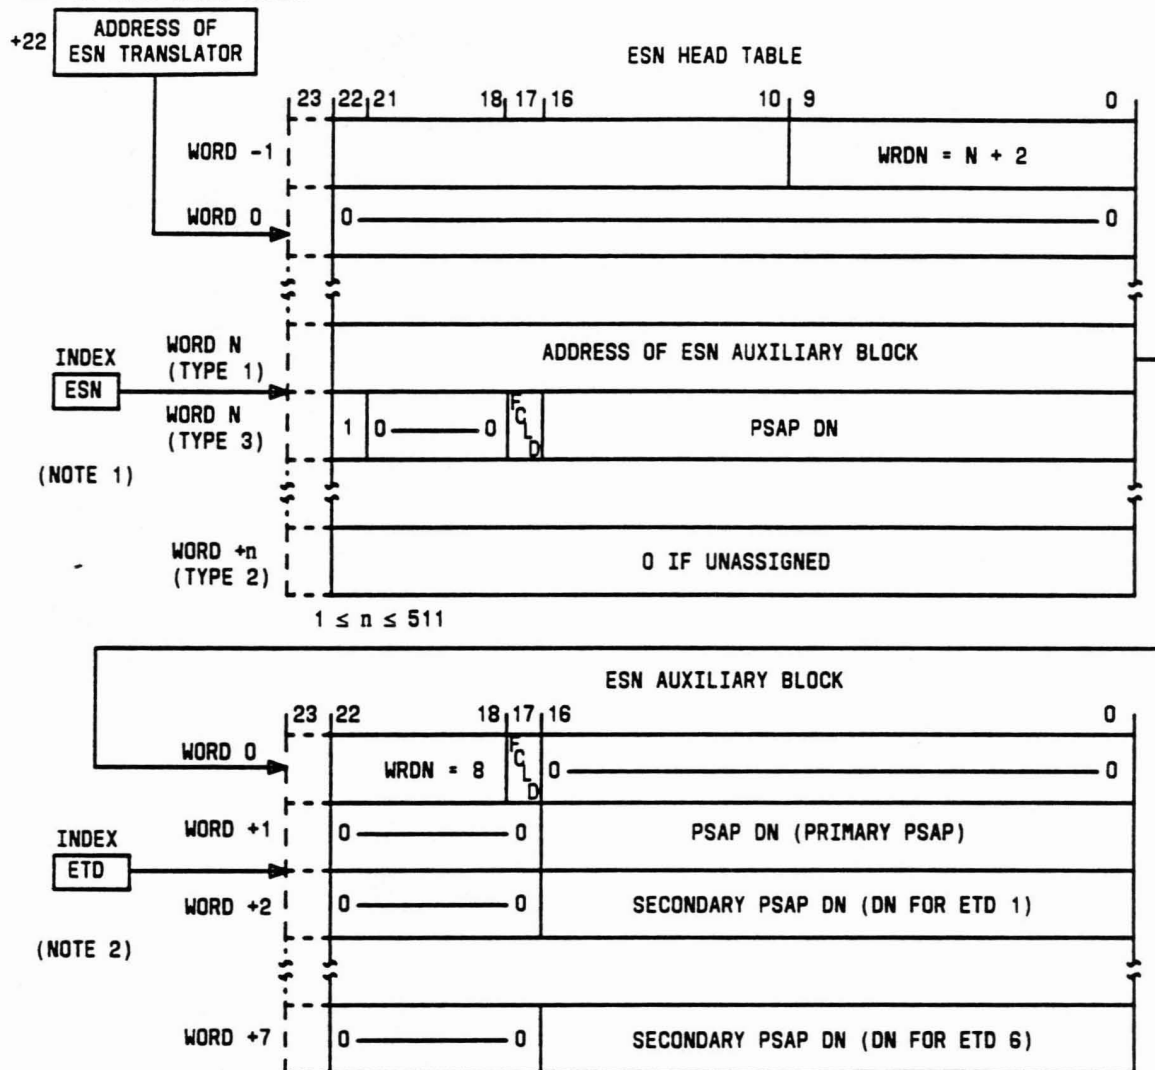 +22
ADDRESS OF
ESN TRANSLATOR
ESN HEAD TABLE
23 22 21 18 17 16 10 9 0
WORD -1
WRDN = N + 2
WORD 0
0 0
INDEX
ESN
(NOTE 1)
WORD N
(TYPE 1)
ADDRESS OF ESN AUXILIARY BLOCK
WORD N
(TYPE 3)
1 0 0 FCLD PSAP DN
WORD +n
(TYPE 2)
0 IF UNASSIGNED
1 ≤ n ≤ 511
ESN AUXILIARY BLOCK
23 22 18 17 16 0
WORD 0
WRDN = 8 FCLD 0 0
INDEX
ETD
(NOTE 2)
WORD +1
0 0 PSAP DN (PRIMARY PSAP)
WORD +2
0 0 SECONDARY PSAP DN (DN FOR ETD 1)
WORD +7
0 0 SECONDARY PSAP DN (DN FOR ETD 6)